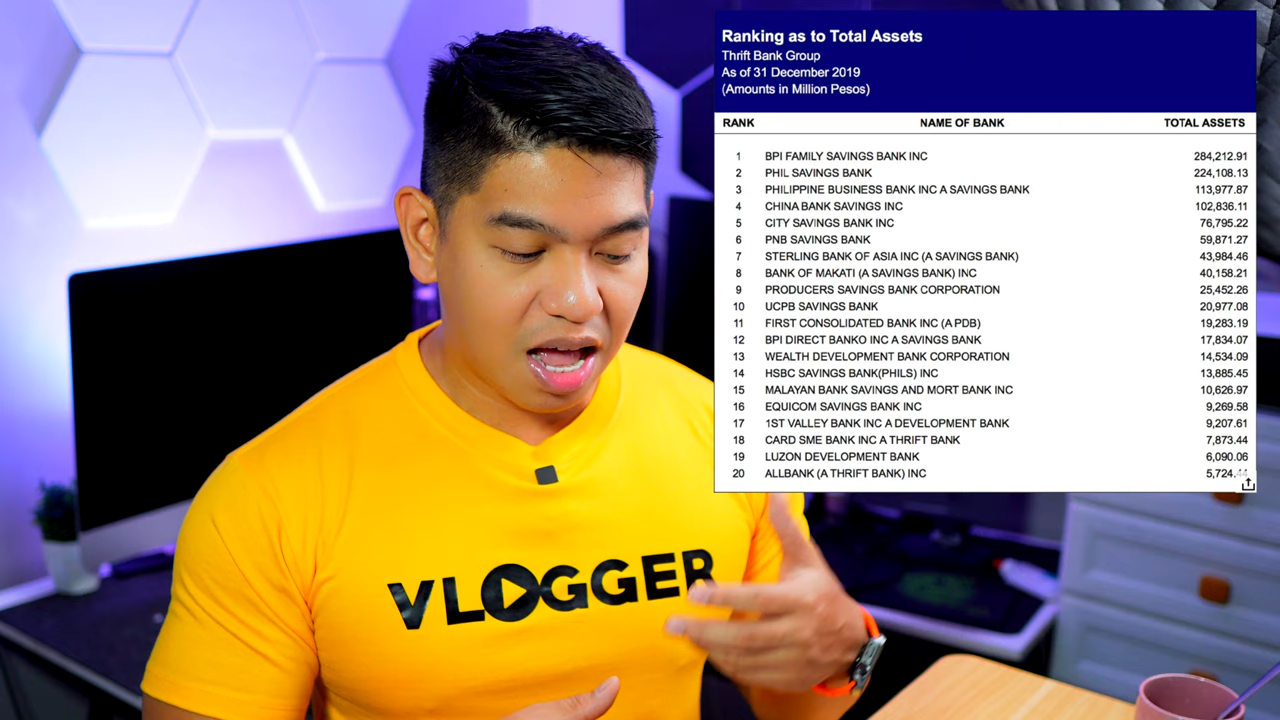 Ranking as to Total Assets
Thrift Bank Group
As of 31 December 2019
(Amounts in Million Pesos)
RANK NAME OF BANK TOTAL ASSETS
1 BPI FAMILY SAVINGS BANK INC 284,212.91
2 PHIL SAVINGS BANK 224,108.13
3 PHILIPPINE BUSINESS BANK INC A SAVINGS BANK 113,977.87
4 CHINA BANK SAVINGS INC 102,836.11
5 CITY SAVINGS BANK INC 76,795.22
6 PNB SAVINGS BANK 59,871.27
7 STERLING BANK OF ASIA INC (A SAVINGS BANK) 43,984.46
8 BANK OF MAKATI (A SAVINGS BANK) INC 40,158.21
9 PRODUCERS SAVINGS BANK CORPORATION 25,452.26
10 UCPB SAVINGS BANK 20,977.08
11 FIRST CONSOLIDATED BANK INC (A PDB) 19,283.19
12 BPI DIRECT BANKO INC A SAVINGS BANK 17,834.07
13 WEALTH DEVELOPMENT BANK CORPORATION 14,534.09
14 HSBC SAVINGS BANK(PHILS) INC 13,885.45
15 MALAYAN BANK SAVINGS AND MORT BANK INC 10,626.97
16 EQUICOM SAVINGS BANK INC 9,269.58
17 1ST VALLEY BANK INC A DEVELOPMENT BANK 9,207.61
18 CARD SME BANK INC A THRIFT BANK 7,873.44
19 LUZON DEVELOPMENT BANK 6,090.06
20 ALLBANK (A THRIFT BANK) INC 5,724.44
VLOGGER